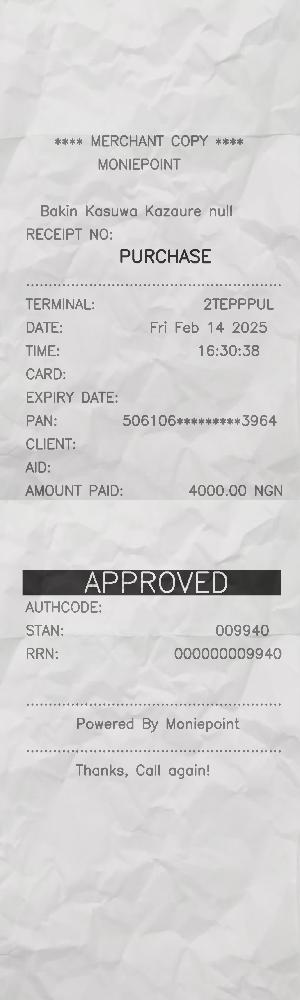 **** MERCHANT COPY ****
MONIEPOINT
Bakin Kasuwa Kazaure null
RECEIPT NO:
PURCHASE
TERMINAL: 2TEPPPUL
DATE: Fri Feb 14 2025
TIME: 16:30:38
CARD:
EXPIRY DATE:
PAN: 506106*********3964
CLIENT:
AID:
AMOUNT PAID: 4000.00 NGN
APPROVED
AUTHCODE:
STAN: 009940
RRN: 000000009940
Powered By Moniepoint
Thanks, Call again!